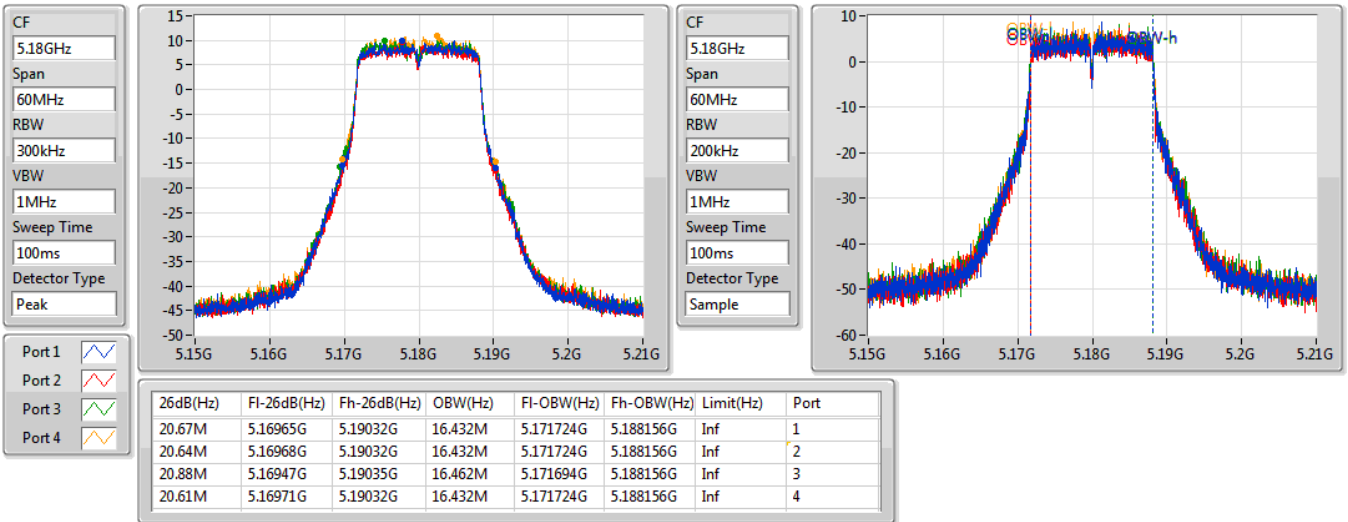 CF
5.18GHz
Span
60MHz
RBW
300kHz
VBW
1MHz
Sweep Time
100ms
Detector Type
Peak
15
10
5
0
-5
-10
-15
-20
-25
-30
-35
-40
-45
-50
5.15G 5.16G 5.17G 5.18G 5.19G 5.2G 5.21G
CF
5.18GHz
Span
60MHz
RBW
200kHz
VBW
1MHz
Sweep Time
100ms
Detector Type
Sample
10
0
-10
-20
-30
-40
-50
-60
OBW-h
5.15G 5.16G 5.17G 5.18G 5.19G 5.2G 5.21G
Port 1
Port 2
Port 3
Port 4
26dB(Hz) Fl-26dB(Hz) Fh-26dB(Hz) OBW(Hz) Fl-OBW(Hz) Fh-OBW(Hz) Limit(Hz) Port
20.67M 5.16965G 5.19032G 16.432M 5.171724G 5.188156G Inf 1
20.64M 5.16968G 5.19032G 16.432M 5.171724G 5.188156G Inf 2
20.88M 5.16947G 5.19035G 16.462M 5.171694G 5.188156G Inf 3
20.61M 5.16971G 5.19032G 16.432M 5.171724G 5.188156G Inf 4